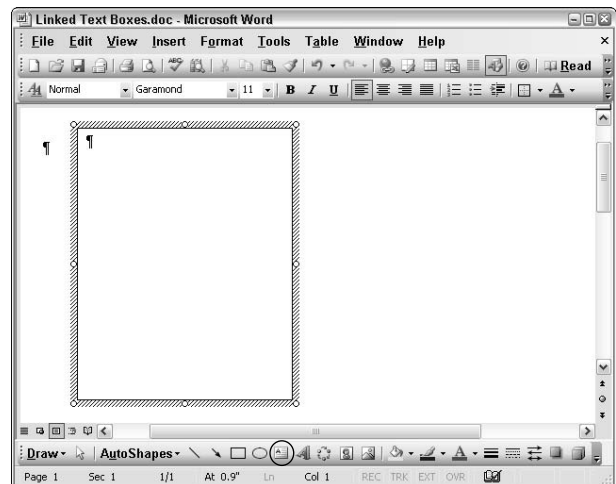 Linked Text Boxes.doc - Microsoft Word
File Edit View Insert Format Tools Table Window Help
Read
Normal Garamond 11 B I U A
¶ ¶
Draw AutoShapes A
Page 1 Sec 1 1/1 At 0.9" Ln Col 1 REC TRK EXT OVR